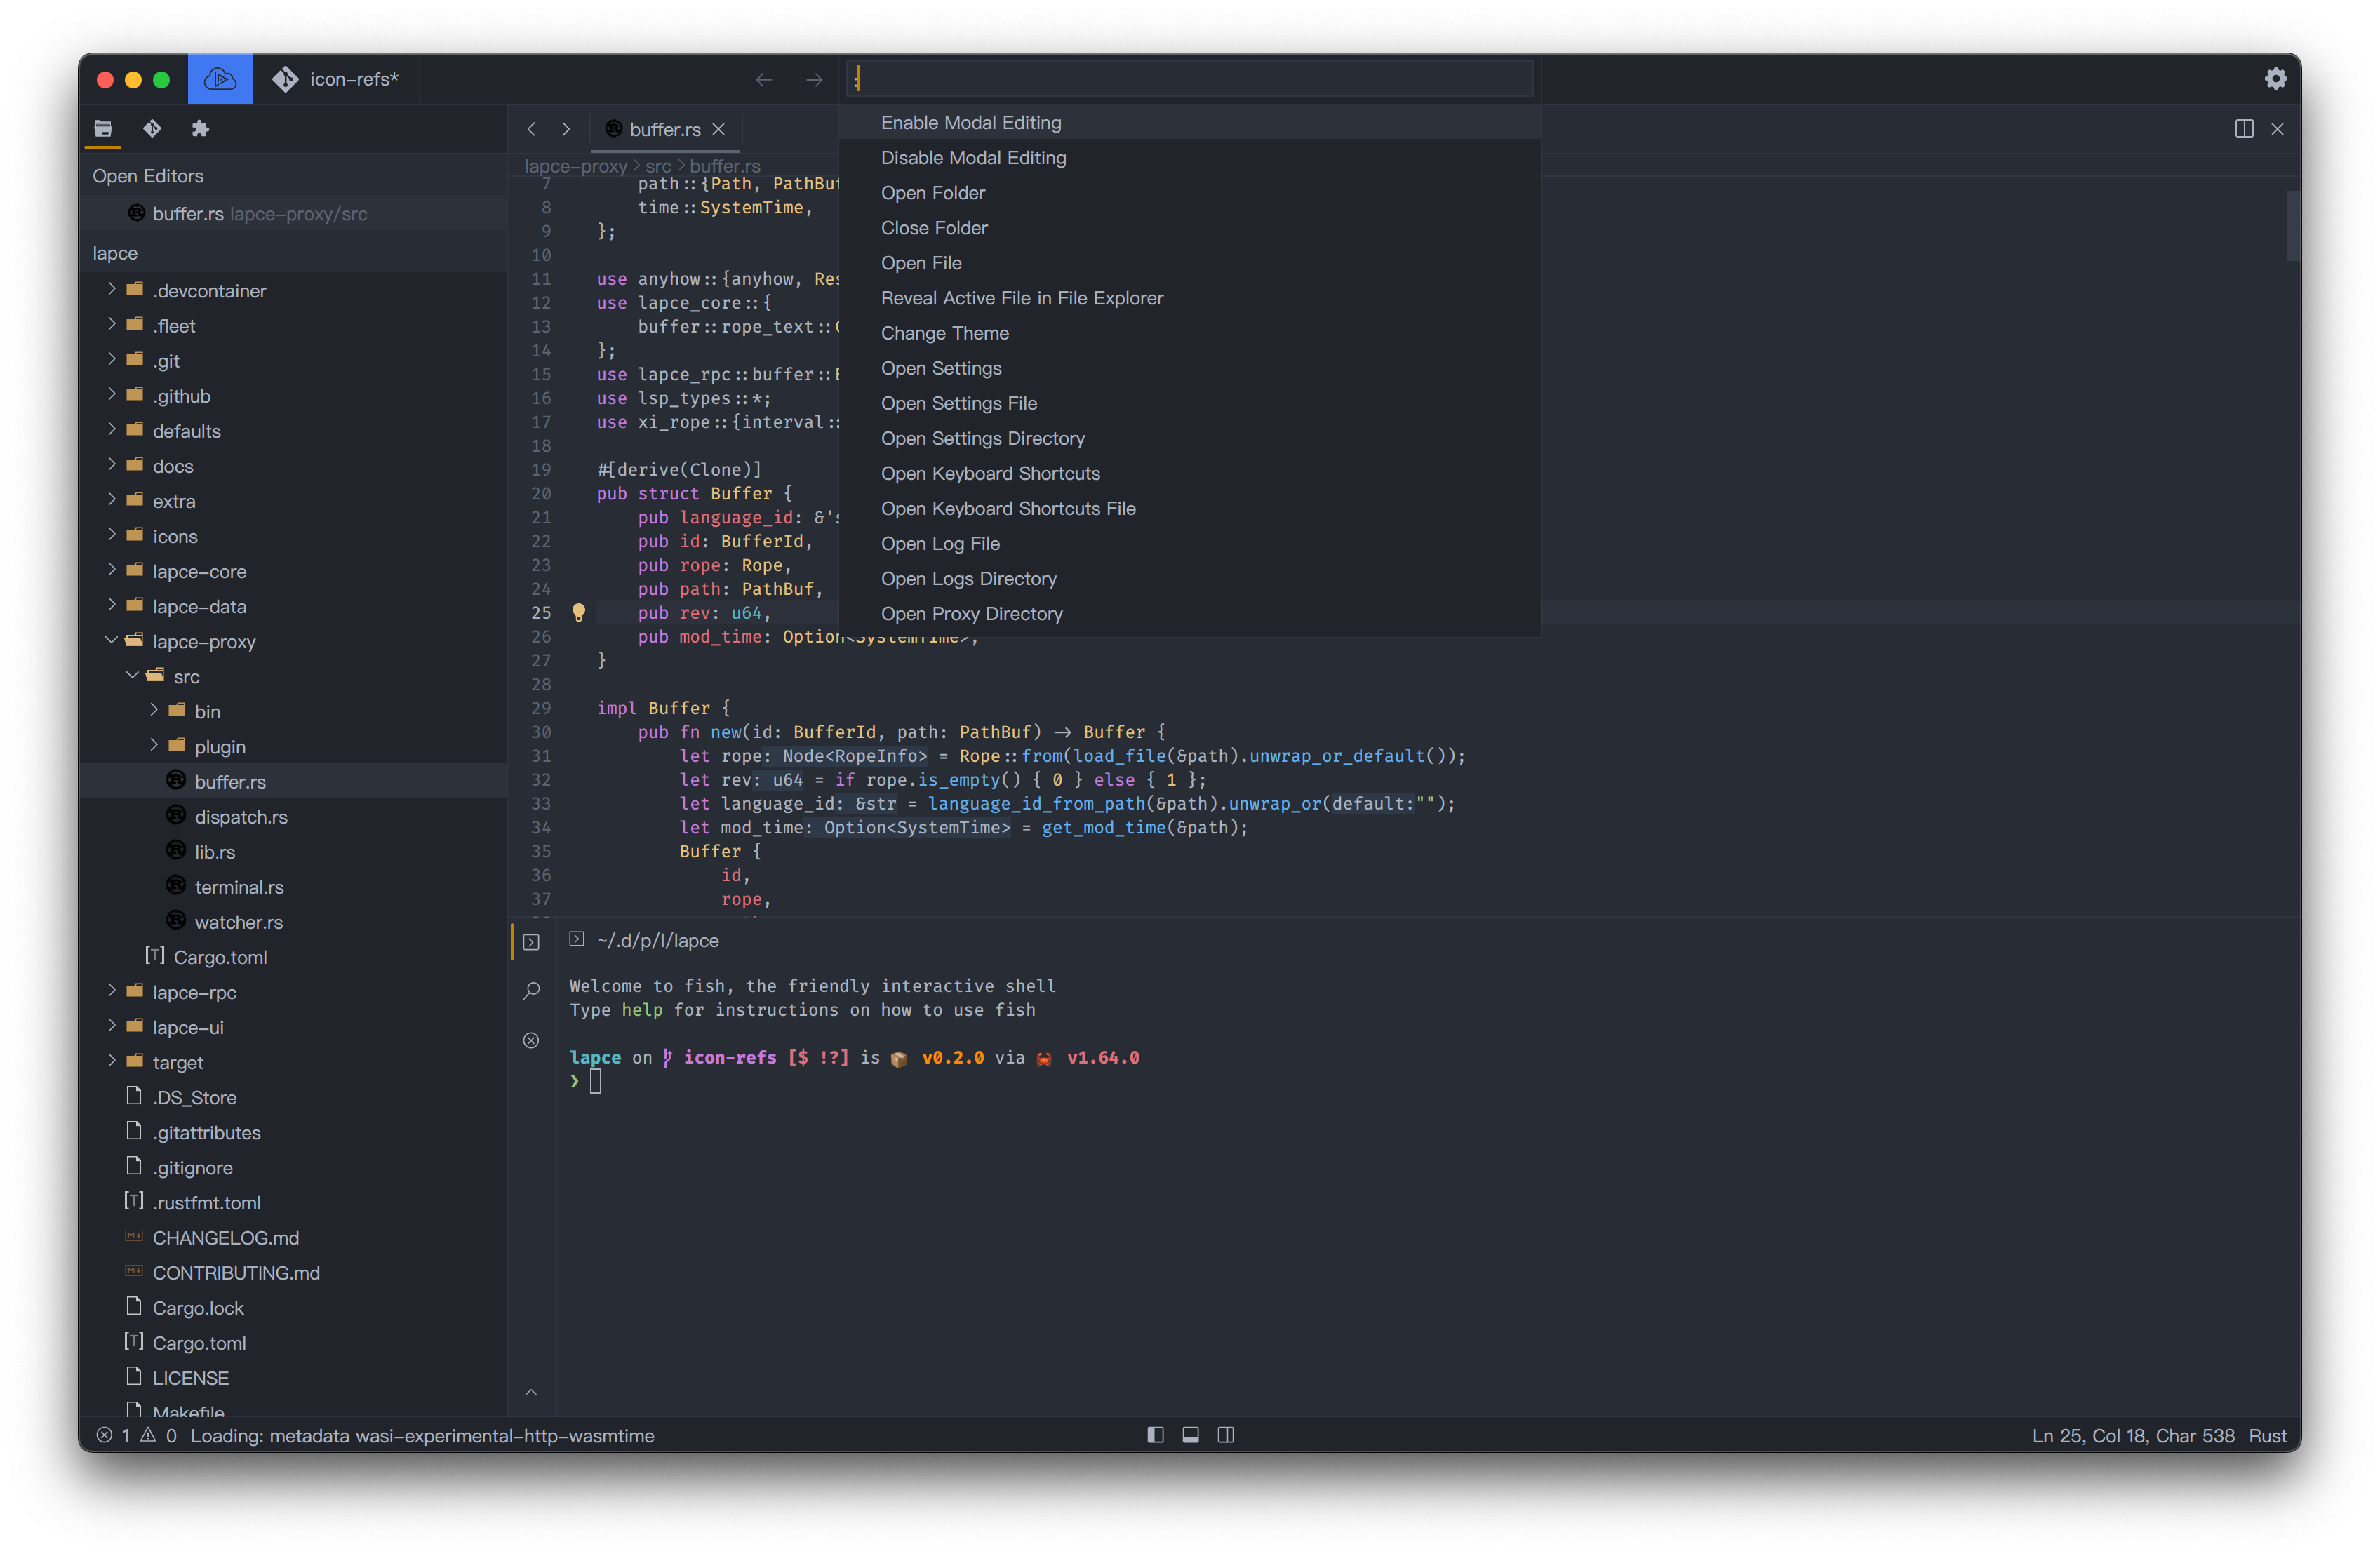 icon-refs*
:
Enable Modal Editing
Disable Modal Editing
Open Folder
Close Folder
Open File
Reveal Active File in File Explorer
Change Theme
Open Settings
Open Settings File
Open Settings Directory
Open Keyboard Shortcuts
Open Keyboard Shortcuts File
Open Log File
Open Logs Directory
Open Proxy Directory
Open Editors
buffer.rs lapce-proxy/src
lapce
.devcontainer
.fleet
.git
.github
defaults
docs
extra
icons
lapce-core
lapce-data
lapce-proxy
src
bin
plugin
buffer.rs
dispatch.rs
lib.rs
terminal.rs
watcher.rs
[T] Cargo.toml
lapce-rpc
lapce-ui
target
.DS_Store
.gitattributes
.gitignore
[T] .rustfmt.toml
M↓ CHANGELOG.md
M↓ CONTRIBUTING.md
Cargo.lock
[T] Cargo.toml
LICENSE
Makefile
buffer.rs
lapce-proxy > src > buffer.rs
7 path::{Path, PathBuf
8 time::SystemTime,
9 };
10
11 use anyhow::{anyhow, Res
12 use lapce_core::{
13 buffer::rope_text::
14 };
15 use lapce_rpc::buffer::
16 use lsp_types::*;
17 use xi_rope::{interval::
18
19 #[derive(Clone)]
20 pub struct Buffer {
21 pub language_id: &'s
22 pub id: BufferId,
23 pub rope: Rope,
24 pub path: PathBuf,
25 pub rev: u64,
26 pub mod_time: Option<SystemTime>,
27 }
28
29 impl Buffer {
30 pub fn new(id: BufferId, path: PathBuf) -> Buffer {
31 let rope: Node<RopeInfo> = Rope::from(load_file(&path).unwrap_or_default());
32 let rev: u64 = if rope.is_empty() { 0 } else { 1 };
33 let language_id: &str = language_id_from_path(&path).unwrap_or(default:"");
34 let mod_time: Option<SystemTime> = get_mod_time(&path);
35 Buffer {
36 id,
37 rope,
~/.d/p/l/lapce
Welcome to fish, the friendly interactive shell
Type help for instructions on how to use fish
lapce on icon-refs [$ !?] is 📦 v0.2.0 via 🦀 v1.64.0
❯
1 0 Loading: metadata wasi-experimental-http-wasmtime
Ln 25, Col 18, Char 538 Rust